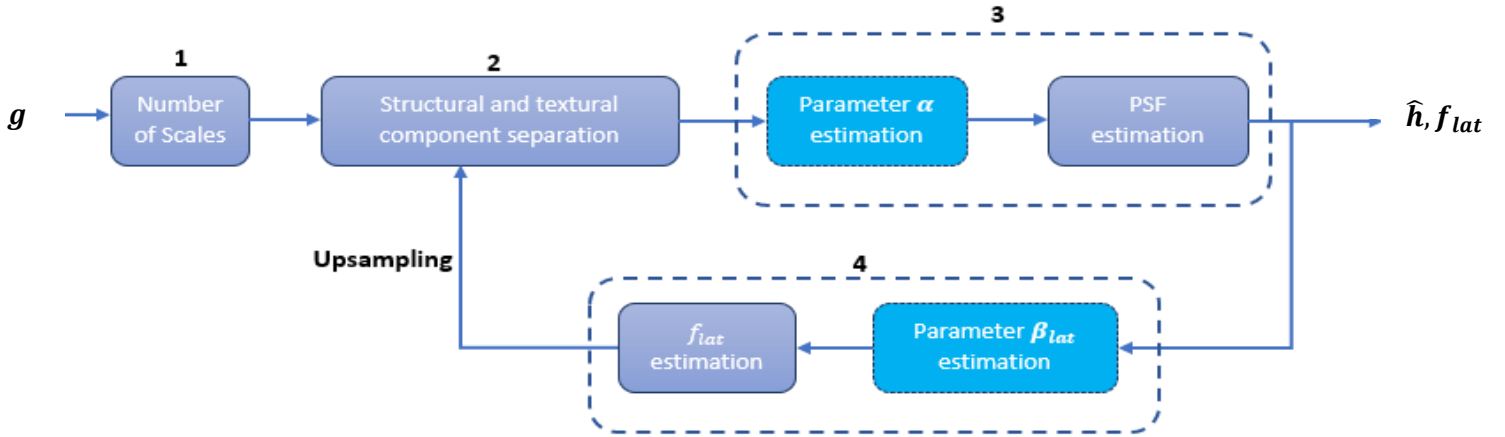 1
2
3
g
Number
of Scales
Structural and textural
component separation
Parameter α
estimation
PSF
estimation
ĥ, f_lat
Upsampling
4
f_lat
estimation
Parameter β_lat
estimation